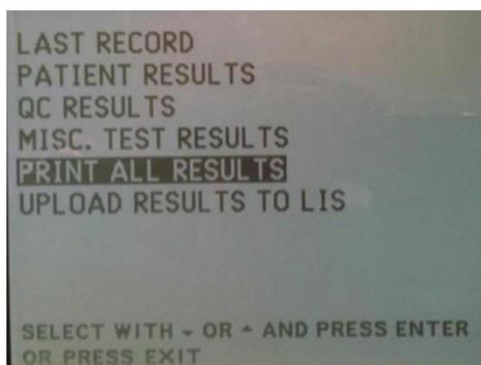 LAST RECORD
PATIENT RESULTS
QC RESULTS
MISC. TEST RESULTS
PRINT ALL RESULTS
UPLOAD RESULTS TO LIS
SELECT WITH ▾ OR ▴ AND PRESS ENTER
OR PRESS EXIT